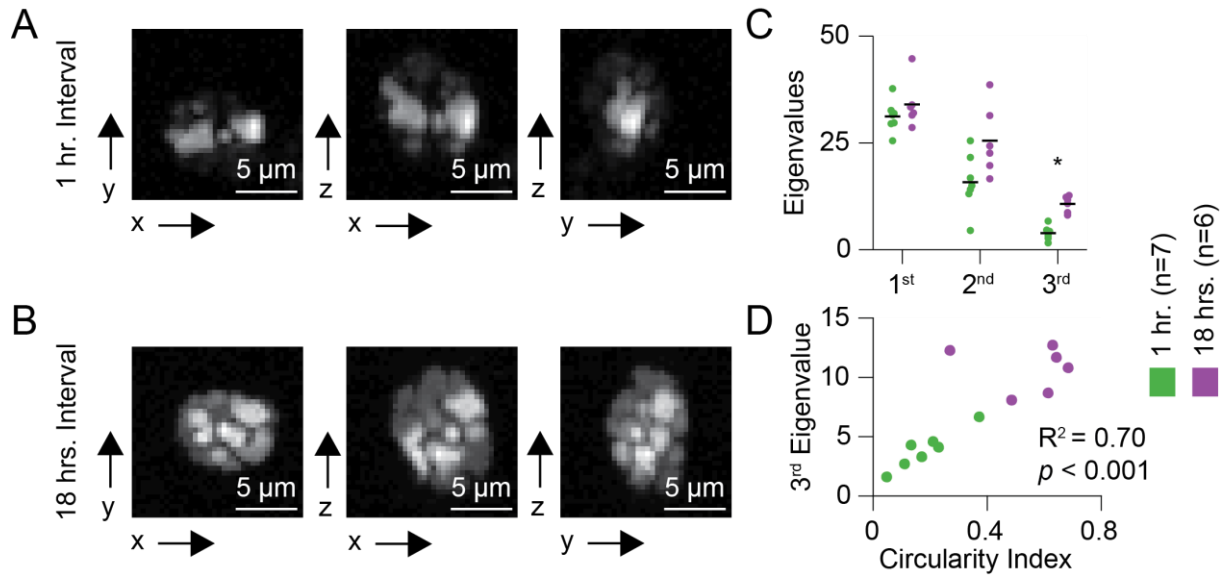 A
1 hr. Interval
y
x
5 µm
z
x
5 µm
z
y
5 µm
B
18 hrs. Interval
y
x
5 µm
z
x
5 µm
z
y
5 µm
C
Eigenvalues
50
25
0
*
1st
2nd
3rd
D
3rd Eigenvalue
15
10
5
0
R2 = 0.70
p < 0.001
0
0.4
0.8
Circularity Index
1 hr. (n=7)
18 hrs. (n=6)